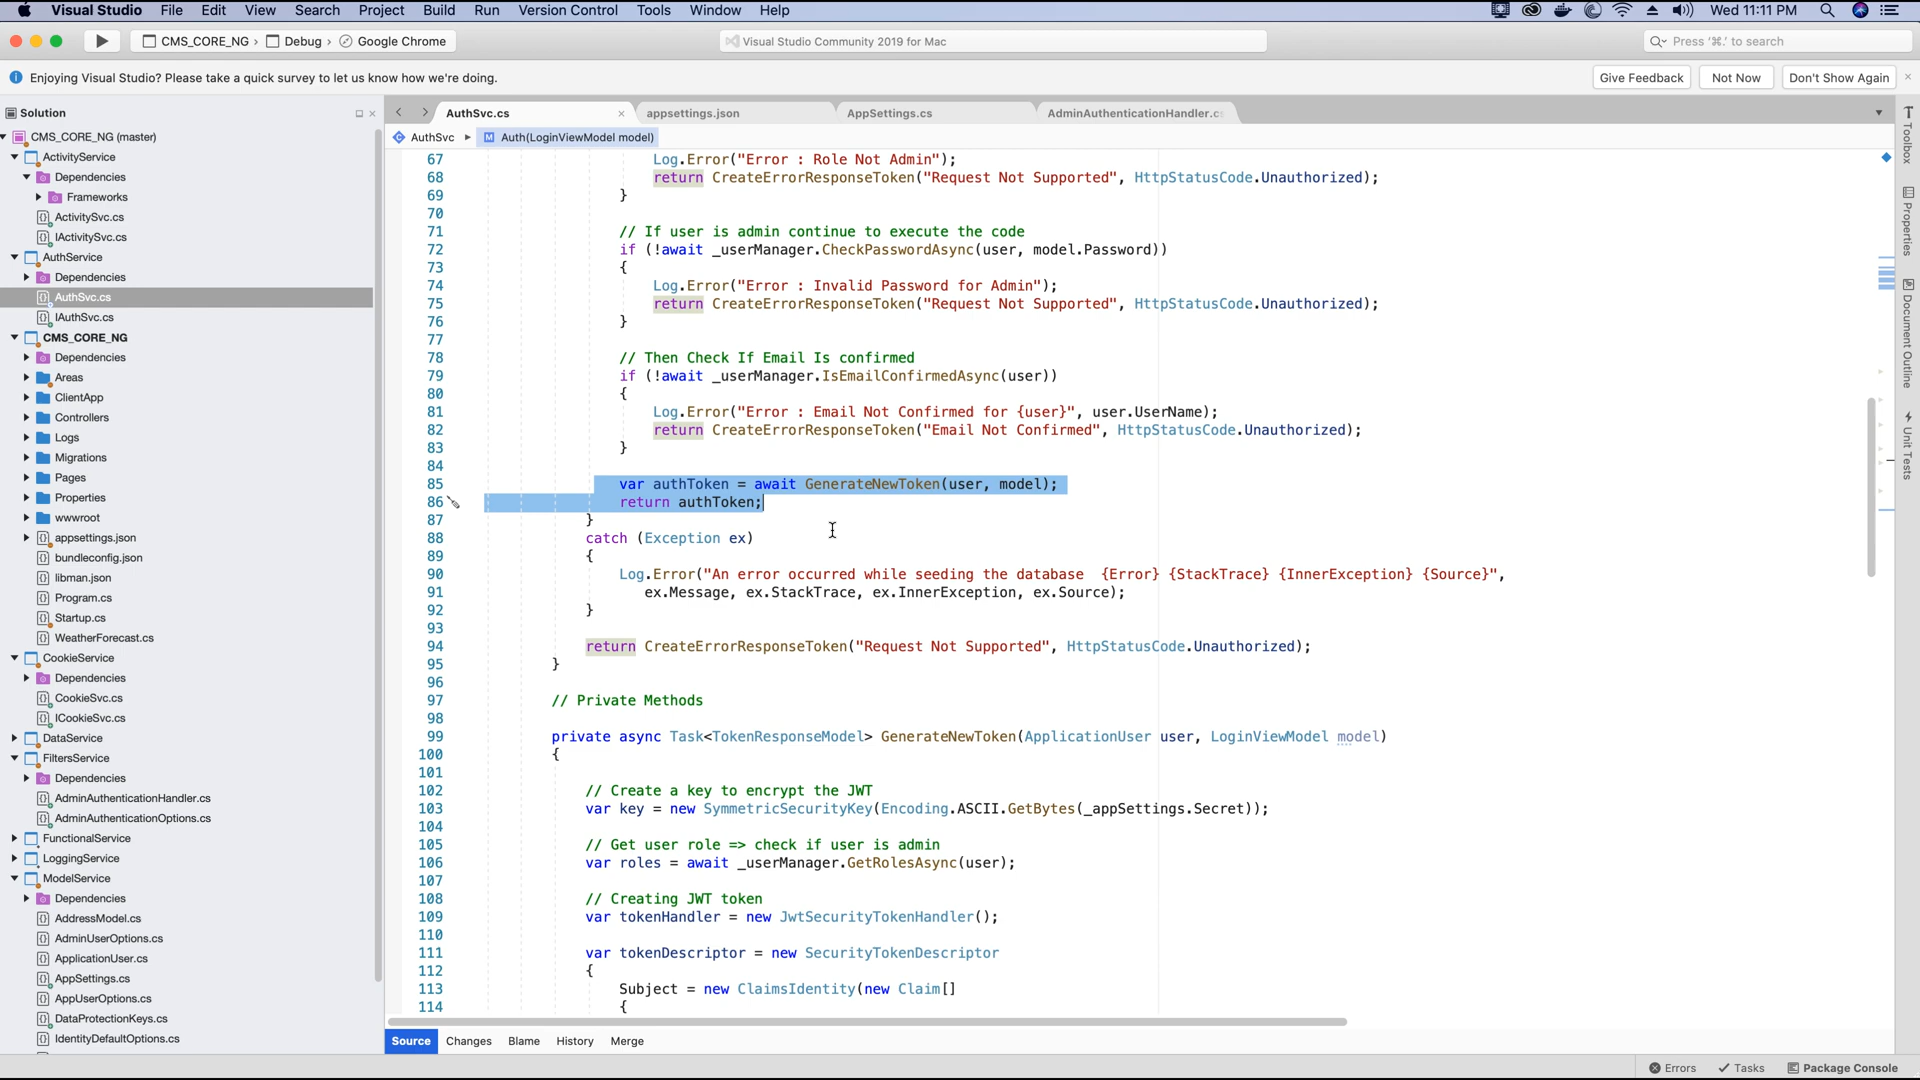 Visual Studio File Edit View Search Project Build Run Version Control Tools Window Help Wed 11:11 PM
CMS_CORE_NG › Debug › Google Chrome
Visual Studio Community 2019 for Mac
Press '⌘.' to search
Enjoying Visual Studio? Please take a quick survey to let us know how we're doing.
Give Feedback Not Now Don't Show Again
Solution
CMS_CORE_NG (master)
ActivityService
Dependencies
Frameworks
ActivitySvc.cs
IActivitySvc.cs
AuthService
Dependencies
AuthSvc.cs
IAuthSvc.cs
CMS_CORE_NG
Dependencies
Areas
ClientApp
Controllers
Logs
Migrations
Pages
Properties
wwwroot
appsettings.json
bundleconfig.json
libman.json
Program.cs
Startup.cs
WeatherForecast.cs
CookieService
Dependencies
CookieSvc.cs
ICookieSvc.cs
DataService
FiltersService
Dependencies
AdminAuthenticationHandler.cs
AdminAuthenticationOptions.cs
FunctionalService
LoggingService
ModelService
Dependencies
AddressModel.cs
AdminUserOptions.cs
ApplicationUser.cs
AppSettings.cs
AppUserOptions.cs
DataProtectionKeys.cs
IdentityDefaultOptions.cs
AuthSvc.cs appsettings.json AppSettings.cs AdminAuthenticationHandler.cs
AuthSvc Auth(LoginViewModel model)
67 Log.Error("Error : Role Not Admin");
68 return CreateErrorResponseToken("Request Not Supported", HttpStatusCode.Unauthorized);
69 }
70
71 // If user is admin continue to execute the code
72 if (!await _userManager.CheckPasswordAsync(user, model.Password))
73 {
74 Log.Error("Error : Invalid Password for Admin");
75 return CreateErrorResponseToken("Request Not Supported", HttpStatusCode.Unauthorized);
76 }
77
78 // Then Check If Email Is confirmed
79 if (!await _userManager.IsEmailConfirmedAsync(user))
80 {
81 Log.Error("Error : Email Not Confirmed for {user}", user.UserName);
82 return CreateErrorResponseToken("Email Not Confirmed", HttpStatusCode.Unauthorized);
83 }
84
85 var authToken = await GenerateNewToken(user, model);
86 return authToken;
87 }
88 catch (Exception ex)
89 {
90 Log.Error("An error occurred while seeding the database  {Error} {StackTrace} {InnerException} {Source}",
91 ex.Message, ex.StackTrace, ex.InnerException, ex.Source);
92 }
93
94 return CreateErrorResponseToken("Request Not Supported", HttpStatusCode.Unauthorized);
95 }
96
97 // Private Methods
98
99 private async Task<TokenResponseModel> GenerateNewToken(ApplicationUser user, LoginViewModel model)
100 {
101
102 // Create a key to encrypt the JWT
103 var key = new SymmetricSecurityKey(Encoding.ASCII.GetBytes(_appSettings.Secret));
104
105 // Get user role => check if user is admin
106 var roles = await _userManager.GetRolesAsync(user);
107
108 // Creating JWT token
109 var tokenHandler = new JwtSecurityTokenHandler();
110
111 var tokenDescriptor = new SecurityTokenDescriptor
112 {
113 Subject = new ClaimsIdentity(new Claim[]
114 {
Source Changes Blame History Merge
Toolbox
Properties
Document Outline
Unit Tests
Errors Tasks Package Console